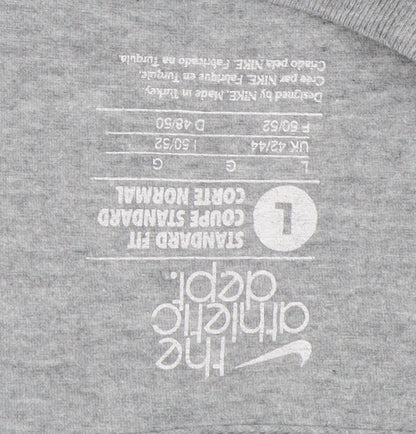 the
athletic
dept.
L
STANDARD FIT
COUPE STANDARD
CORTE NORMAL
L G G
UK 42/44 I 50/52
F 50/52 D 48/50
Designed by NIKE. Made in Turkey.
Créé par NIKE. Fabriqué en Turquie.
Criado pela NIKE. Fabricado na Turquia.